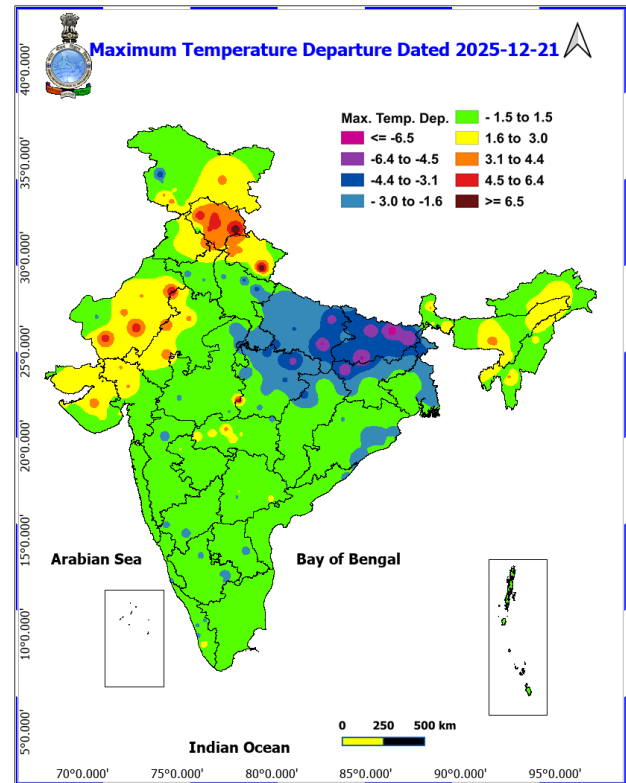 Maximum Temperature Departure Dated 2025-12-21
Max. Temp. Dep.
<= -6.5
-6.4 to -4.5
-4.4 to -3.1
- 3.0 to -1.6
- 1.5 to 1.5
1.6 to 3.0
3.1 to 4.4
4.5 to 6.4
>= 6.5
40°0.000'
35°0.000'
30°0.000'
25°0.000'
20°0.000'
15°0.000'
10°0.000'
5°0.000'
Arabian Sea
Bay of Bengal
Indian Ocean
0 250 500 km
70°0.000' 75°0.000' 80°0.000' 85°0.000' 90°0.000' 95°0.000'